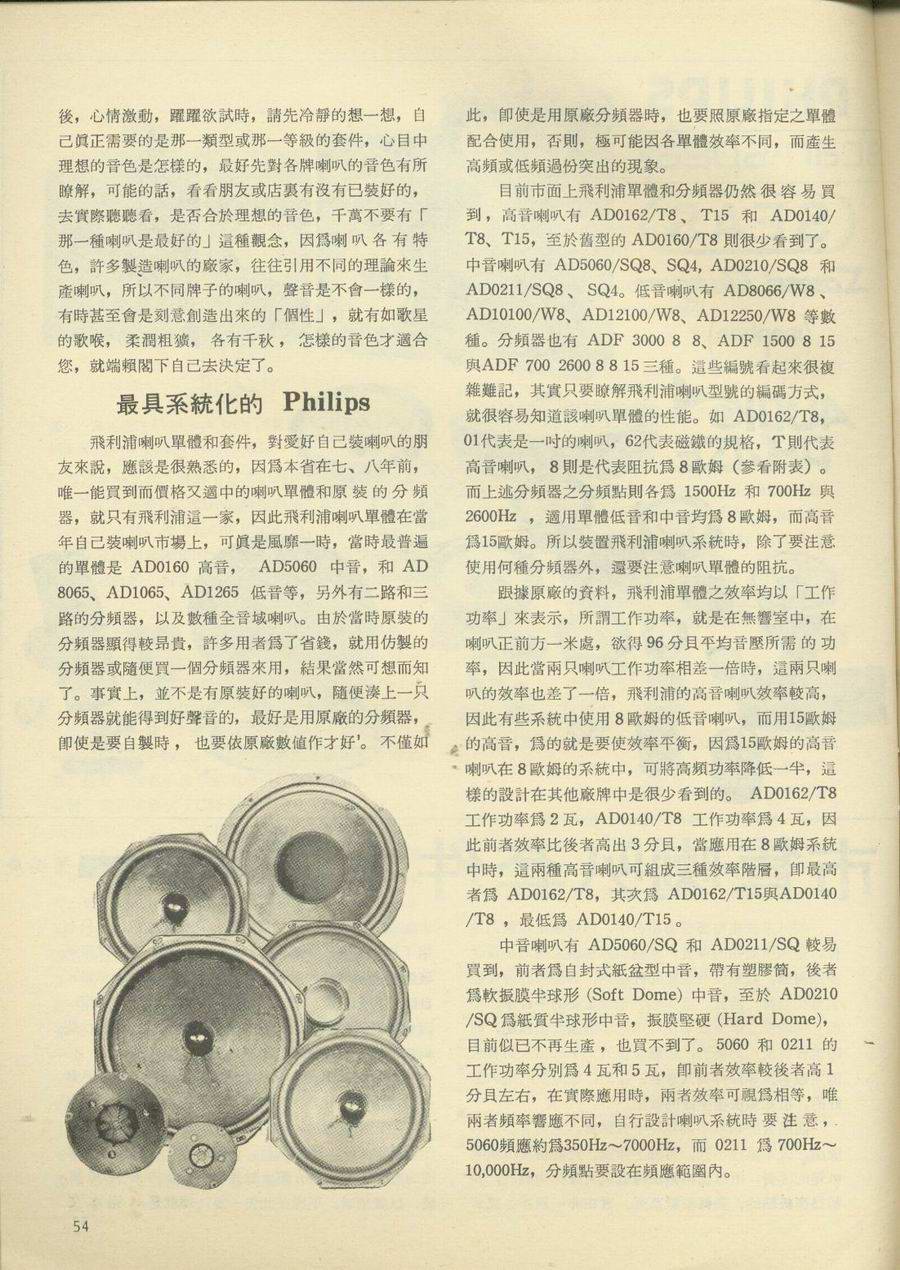 後，心情激動，躍躍欲試時，請先冷靜的想一想，自
己眞正需要的是那一類型或那一等級的套件，心目中
理想的音色是怎樣的，最好先對各牌喇叭的音色有所
瞭解，可能的話，看看朋友或店裏有沒有已裝好的，
去實際聽聽看，是否合於理想的音色，千萬不要有「
那一種喇叭是最好的」這種觀念，因爲喇叭各有特
色，許多製造喇叭的廠家，往往引用不同的理論來生
產喇叭，所以不同牌子的喇叭，聲音是不會一樣的，
有時甚至會是刻意創造出來的「個性」，就有如歌星
的歌喉，柔潤粗獷，各有千秋，怎樣的音色才適合
您，就端賴閣下自己去決定了。
最具系統化的 Philips
飛利浦喇叭單體和套件，對愛好自己裝喇叭的朋
友來說，應該是很熟悉的，因爲本省在七、八年前，
唯一能買到而價格又適中的喇叭單體和原裝的分頻
器，就只有飛利浦這一家，因此飛利浦喇叭單體在當
年自己裝喇叭市場上，可眞是風靡一時，當時最普遍
的單體是 AD0160 高音， AD5060 中音，和 AD
8065、AD1065、AD1265 低音等，另外有二路和三
路的分頻器，以及數種全音域喇叭。由於當時原裝的
分頻器顯得較昻貴，許多用者爲了省錢，就用仿製的
分頻器或隨便買一個分頻器來用，結果當然可想而知
了。事實上，並不是有原裝好的喇叭，隨便湊上一只
分頻器就能得到好聲音的，最好是用原廠的分頻器，
卽使是要自製時，也要依原廠數値作才好'。不僅如
此，卽使是用原廠分頻器時，也要照原廠指定之單體
配合使用，否則，極可能因各單體效率不同，而產生
高頻或低頻過份突出的現象。
目前市面上飛利浦單體和分頻器仍然很容易買
到，高音喇叭有 AD0162/T8、 T15 和 AD0140/
T8、T15，至於舊型的 AD0160/T8 則很少看到了。
中音喇叭有 AD5060/SQ8、SQ4, AD0210/SQ8 和
AD0211/SQ8、 SQ4。低音喇叭有 AD8066/W8、
AD10100/W8、AD12100/W8、AD12250/W8 等數
種。分頻器也有 ADF 3000 8 8、ADF 1500 8 15
與ADF 700 2600 8 8 15 三種。這些編號看起來很複
雜難記，其實只要瞭解飛利浦喇叭型號的編碼方式，
就很容易知道該喇叭單體的性能。如 AD0162/T8，
01代表是一吋的喇叭，62代表磁鐵的規格，T則代表
高音喇叭，8則是代表阻抗爲8歐姆（參看附表）。
而上述分頻器之分頻點則各爲 1500Hz 和 700Hz 與
2600Hz ，適用單體低音和中音均爲8歐姆，而高音
爲15歐姆。所以裝置飛利浦喇叭系統時，除了要注意
使用何種分頻器外，還要注意喇叭單體的阻抗。
跟據原廠的資料，飛利浦單體之效率均以「工作
功率」來表示，所謂工作功率，就是在無響室中，在
喇叭正前方一米處，欲得 96 分貝平均音壓所需的功
率，因此當兩只喇叭工作功率相差一倍時，這兩只喇
叭的效率也差了一倍，飛利浦的高音喇叭效率較高，
因此有些系統中使用8歐姆的低音喇叭，而用15歐姆
的高音，爲的就是要使效率平衡，因爲15歐姆的高音
喇叭在8歐姆的系統中，可將高頻功率降低一半，這
樣的設計在其他廠牌中是很少看到的。 AD0162/T8
工作功率爲2瓦，AD0140/T8 工作功率爲4瓦，因
此前者效率比後者高出3分貝，當應用在8歐姆系統
中時，這兩種高音喇叭可組成三種效率階層，卽最高
者爲 AD0162/T8，其次爲 AD0162/T15與AD0140
/T8 ，最低爲 AD0140/T15。
中音喇叭有 AD5060/SQ 和 AD0211/SQ 較易
買到，前者爲自封式紙盆型中音，帶有塑膠筒，後者
爲軟振膜半球形 (Soft Dome) 中音，至於 AD0210
/SQ爲紙質半球形中音，振膜堅硬 (Hard Dome)，
目前似已不再生產，也買不到了。 5060 和 0211 的
工作功率分別爲4瓦和5瓦，卽前者效率較後者高1
分貝左右，在實際應用時，兩者效率可視爲相等，唯
兩者頻率響應不同，自行設計喇叭系統時要注意，
5060頻應約爲350Hz～7000Hz，而 0211 爲 700Hz～
10,000Hz，分頻點要設在頻應範圍內。
54